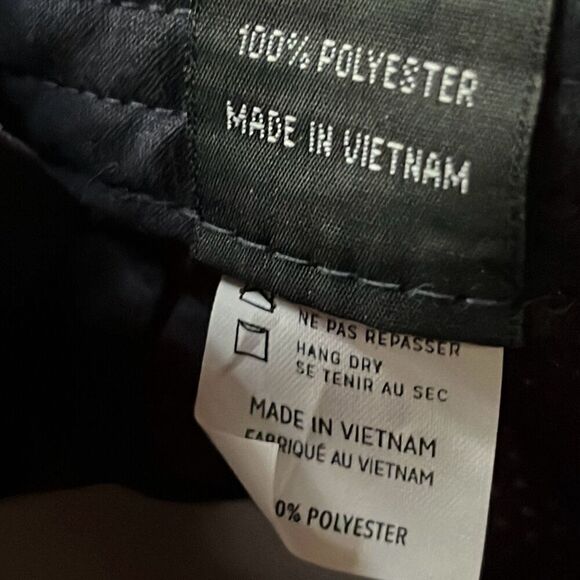 100% POLYESTER
MADE IN VIETNAM
NE PAS REPASSER
HANG DRY
SE TENIR AU SEC
MADE IN VIETNAM
FABRIQUÉ AU VIETNAM
0% POLYESTER